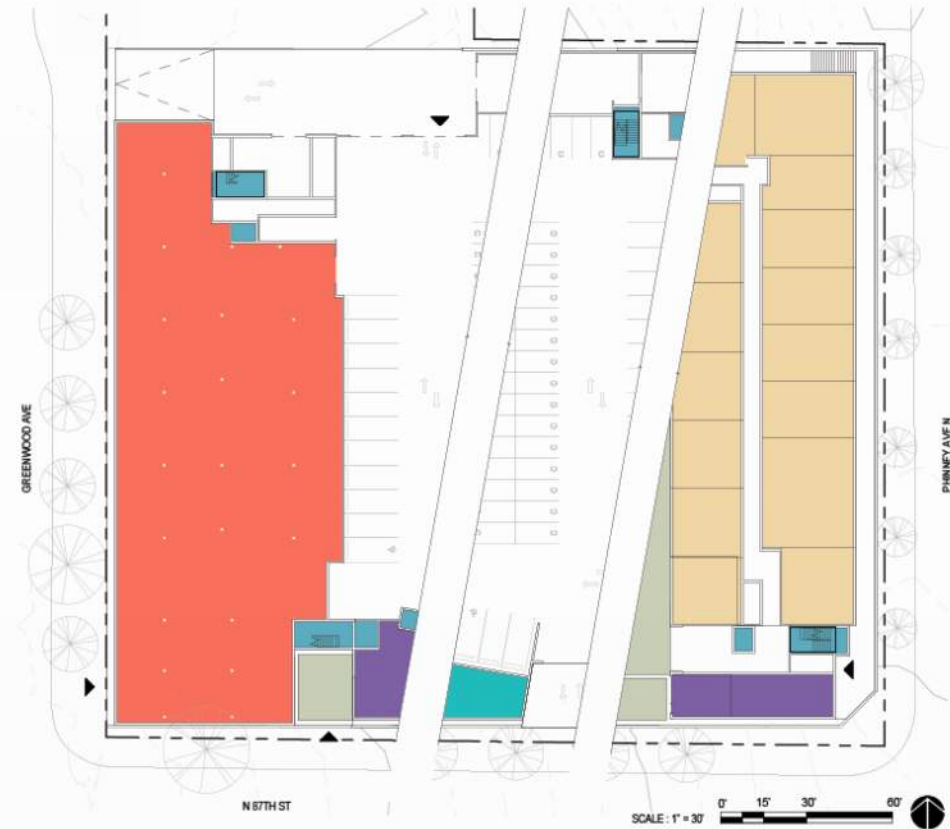 GREENWOOD AVE
PHINNEY AVE N
N 87TH ST
SCALE : 1" = 30'
0' 15' 30' 60'